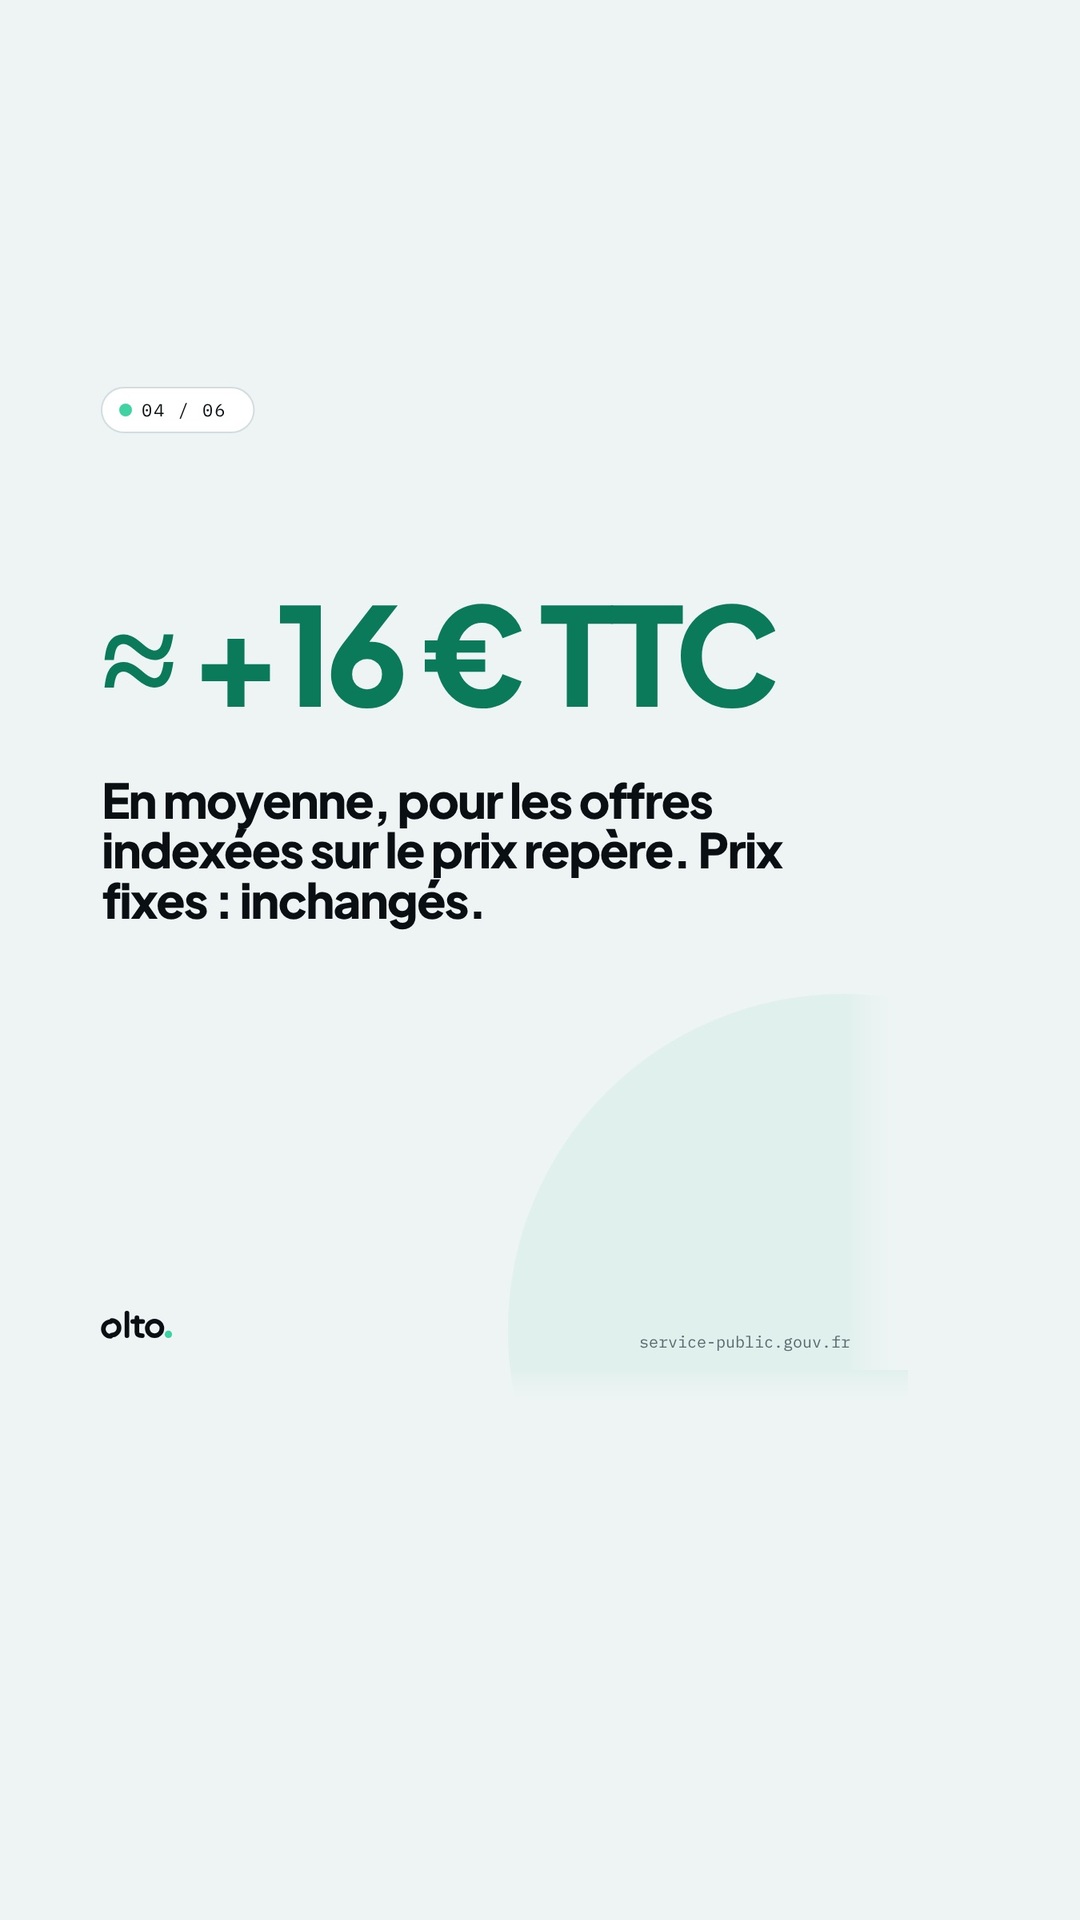 04 / 06
≈ +16 € TTC
En moyenne, pour les offres
indexées sur le prix repère. Prix
fixes : inchangés.
olto.
service-public.gouv.fr